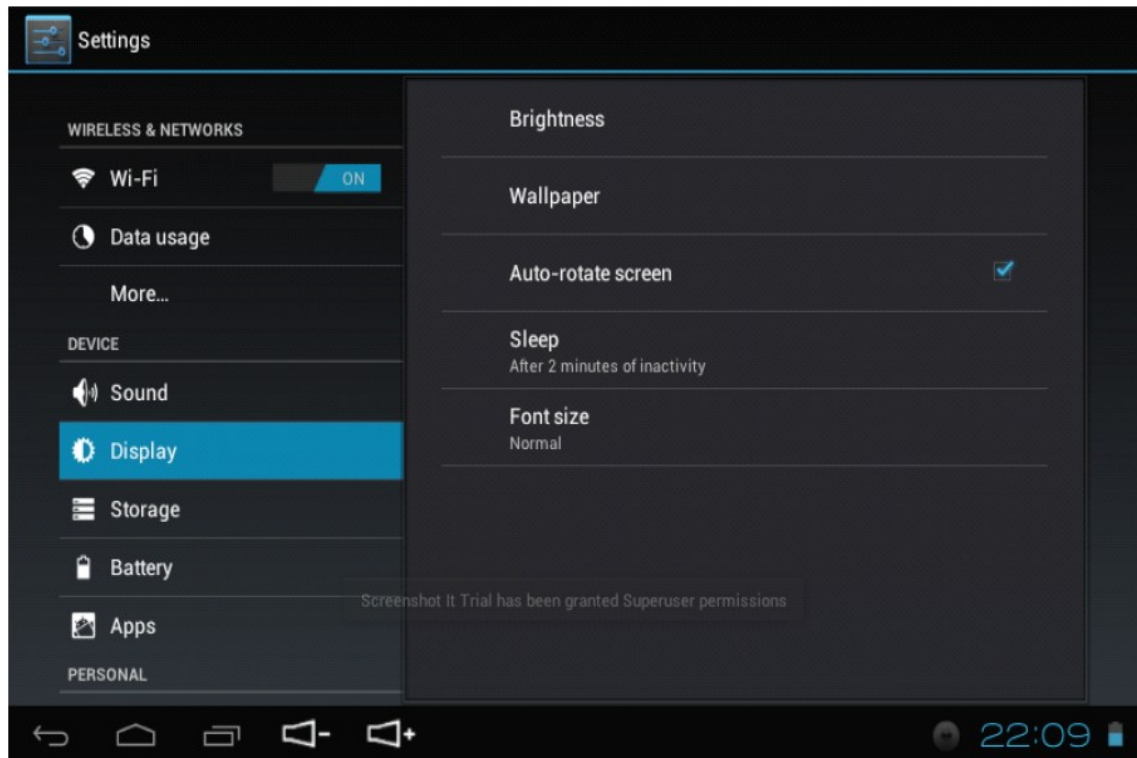 Settings
WIRELESS & NETWORKS
Wi-Fi
ON
Data usage
More...
DEVICE
Sound
Display
Storage
Battery
Apps
PERSONAL
Brightness
Wallpaper
Auto-rotate screen
Sleep
After 2 minutes of inactivity
Font size
Normal
Screenshot It Trial has been granted Superuser permissions
22:09